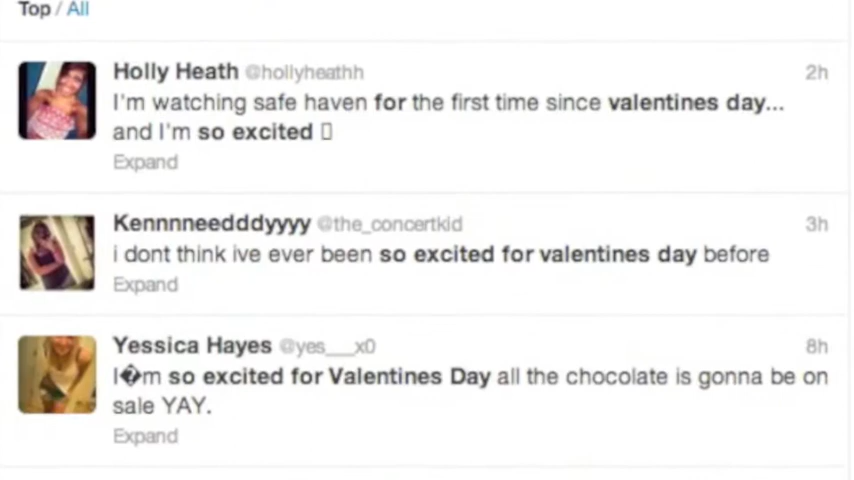 Top / All
Holly Heath @hollyheathh 2h
I'm watching safe haven for the first time since valentines day...
and I'm so excited ▯
Expand
Kennnneedddyyyy @the_concertkid 3h
i dont think ive ever been so excited for valentines day before
Expand
Yessica Hayes @yes___x0 8h
I�m so excited for Valentines Day all the chocolate is gonna be on
sale YAY.
Expand